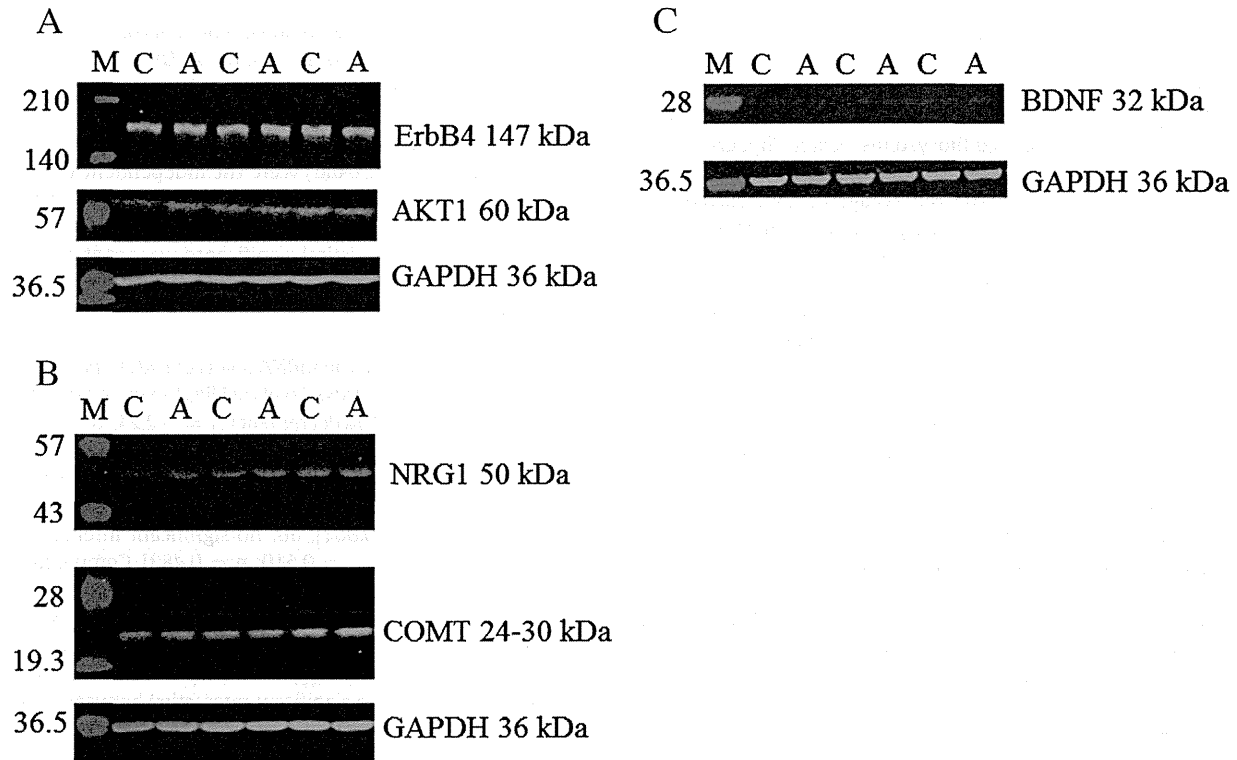 A
M C A C A C A
210
140
ErbB4 147 kDa
57
AKT1 60 kDa
36.5
GAPDH 36 kDa
B
M C A C A C A
57
43
NRG1 50 kDa
28
19.3
COMT 24-30 kDa
36.5
GAPDH 36 kDa
C
M C A C A C A
28
BDNF 32 kDa
36.5
GAPDH 36 kDa